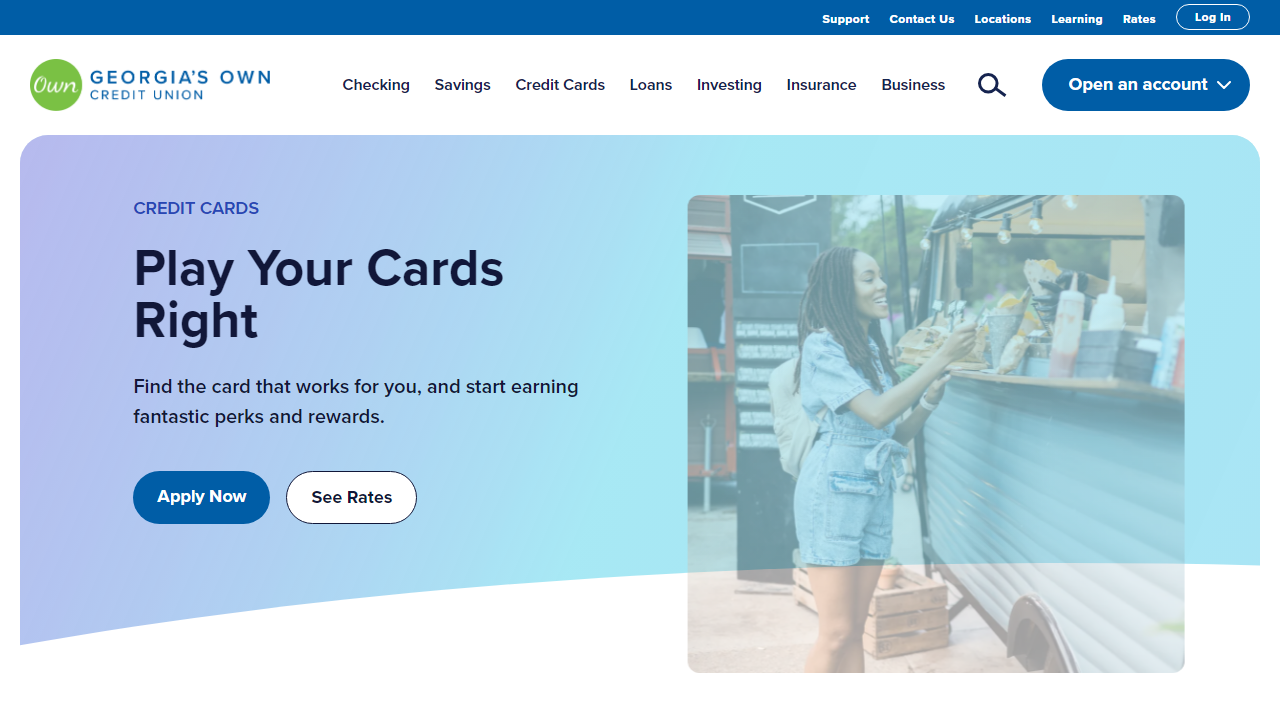 Support Contact Us Locations Learning Rates Log In
Own GEORGIA'S OWN
CREDIT UNION
Checking Savings Credit Cards Loans Investing Insurance Business Open an account
CREDIT CARDS
Play Your Cards
Right
Find the card that works for you, and start earning
fantastic perks and rewards.
Apply Now See Rates